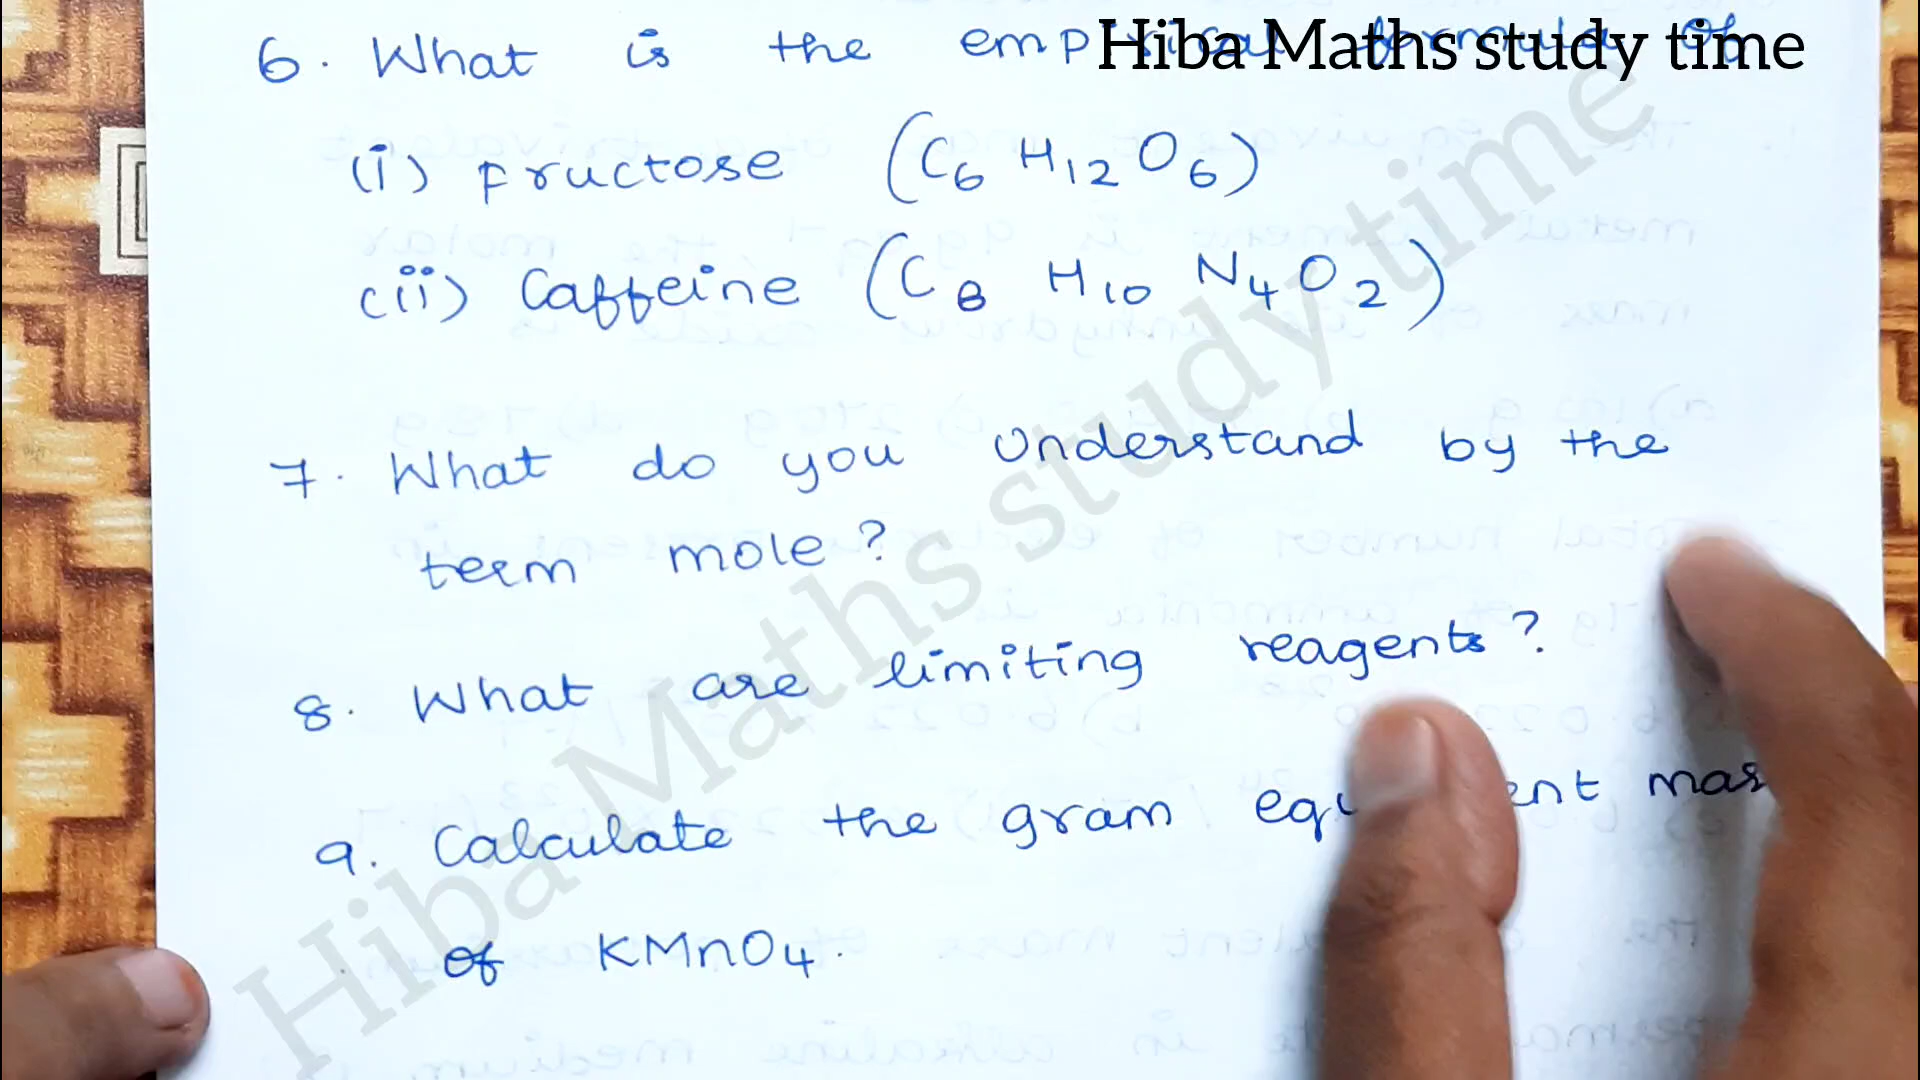 6. What is the emp
Hiba Maths study time
(i) Fructose (C6 H12 O6)
(ii) Caffeine (C8 H10 N4 O2)
7. What do you understand by the
term mole?
8. What are limiting reagents?
9. Calculate the gram equ ent mas
of KMnO4.
Hiba Maths study time